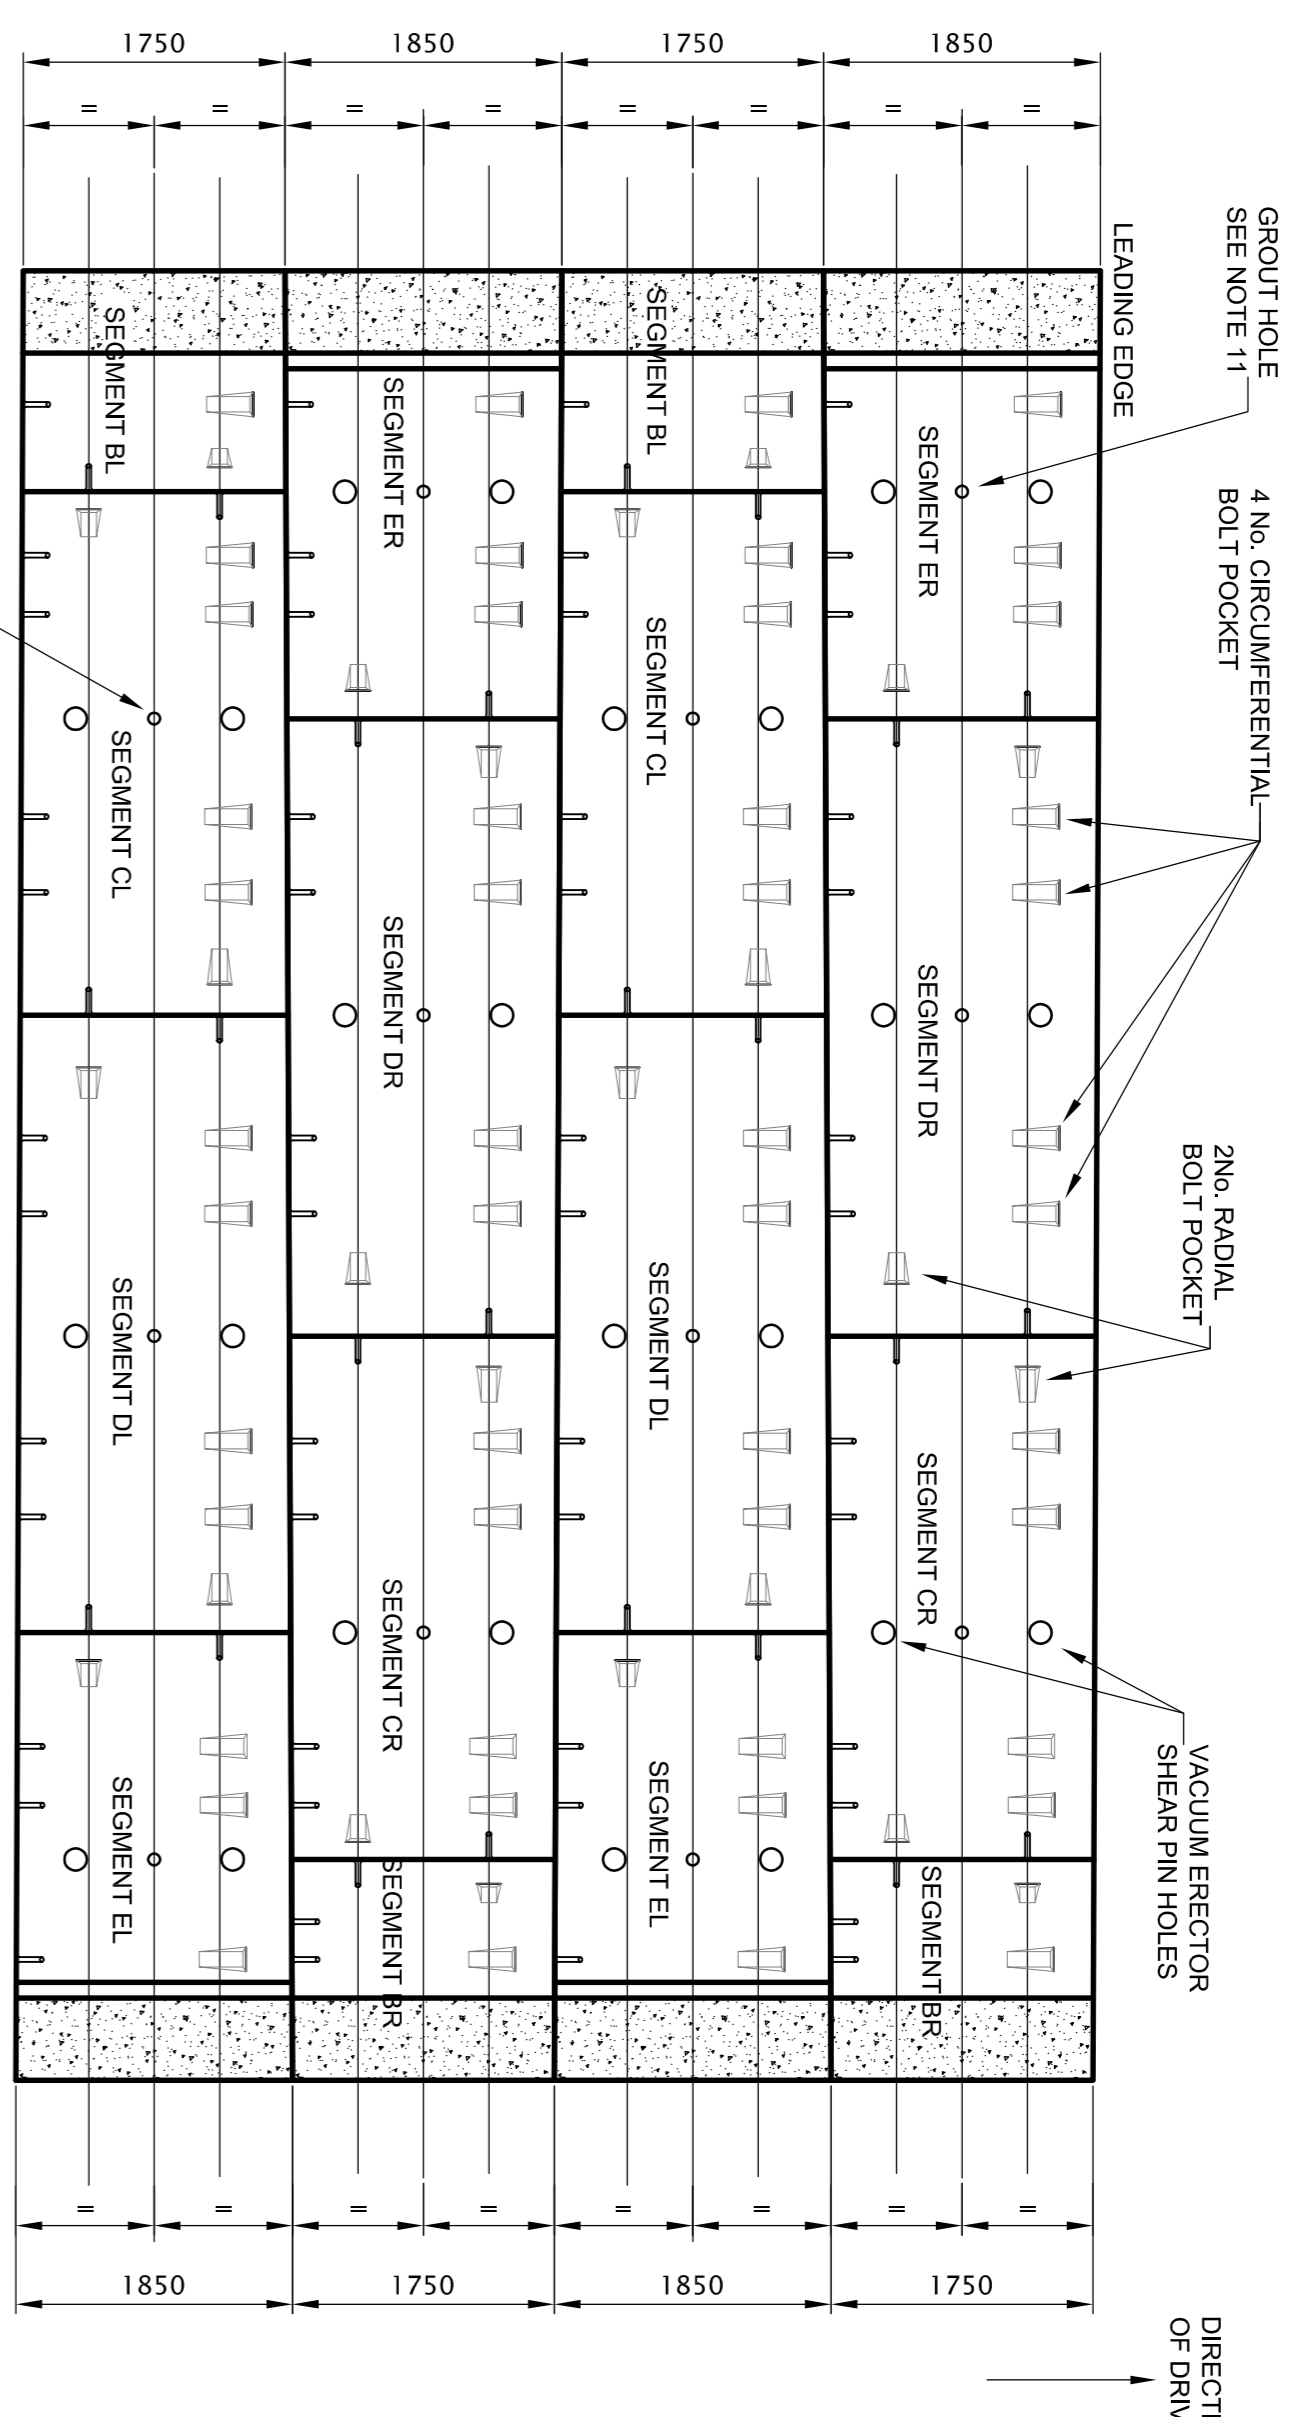 1750
1850
1750
1850
=
=
=
=
=
=
=
=
GROUT HOLE
SEE NOTE 11
LEADING EDGE
4 No. CIRCUMFERENTIAL
BOLT POCKET
2No. RADIAL
BOLT POCKET
VACUUM ERECTOR
SHEAR PIN HOLES
SEGMENT ER
SEGMENT DR
SEGMENT CR
SEGMENT BR
SEGMENT BL
SEGMENT CL
SEGMENT DL
SEGMENT EL
SEGMENT ER
SEGMENT DR
SEGMENT CR
SEGMENT BR
SEGMENT BL
SEGMENT CL
SEGMENT DL
SEGMENT EL
=
=
=
=
=
=
=
=
1850
1750
1850
1750
OF